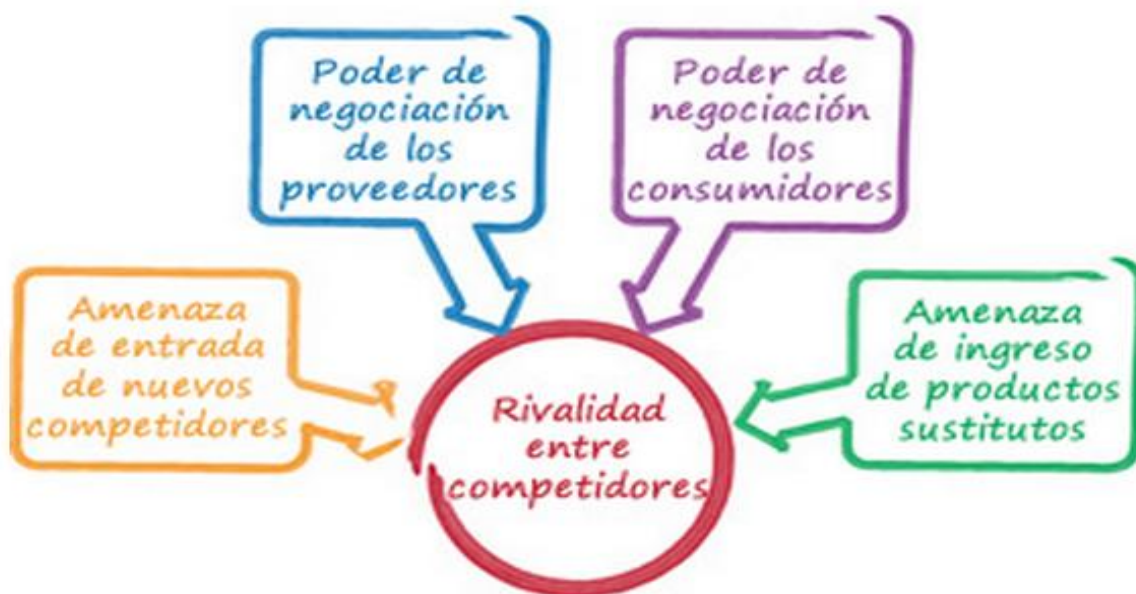 Poder de
negociación
de los
proveedores
Poder de
negociación
de los
consumidores
Amenaza
de entrada
de nuevos
competidores
Rivalidad
entre
competidores
Amenaza
de ingreso
de productos
sustitutos